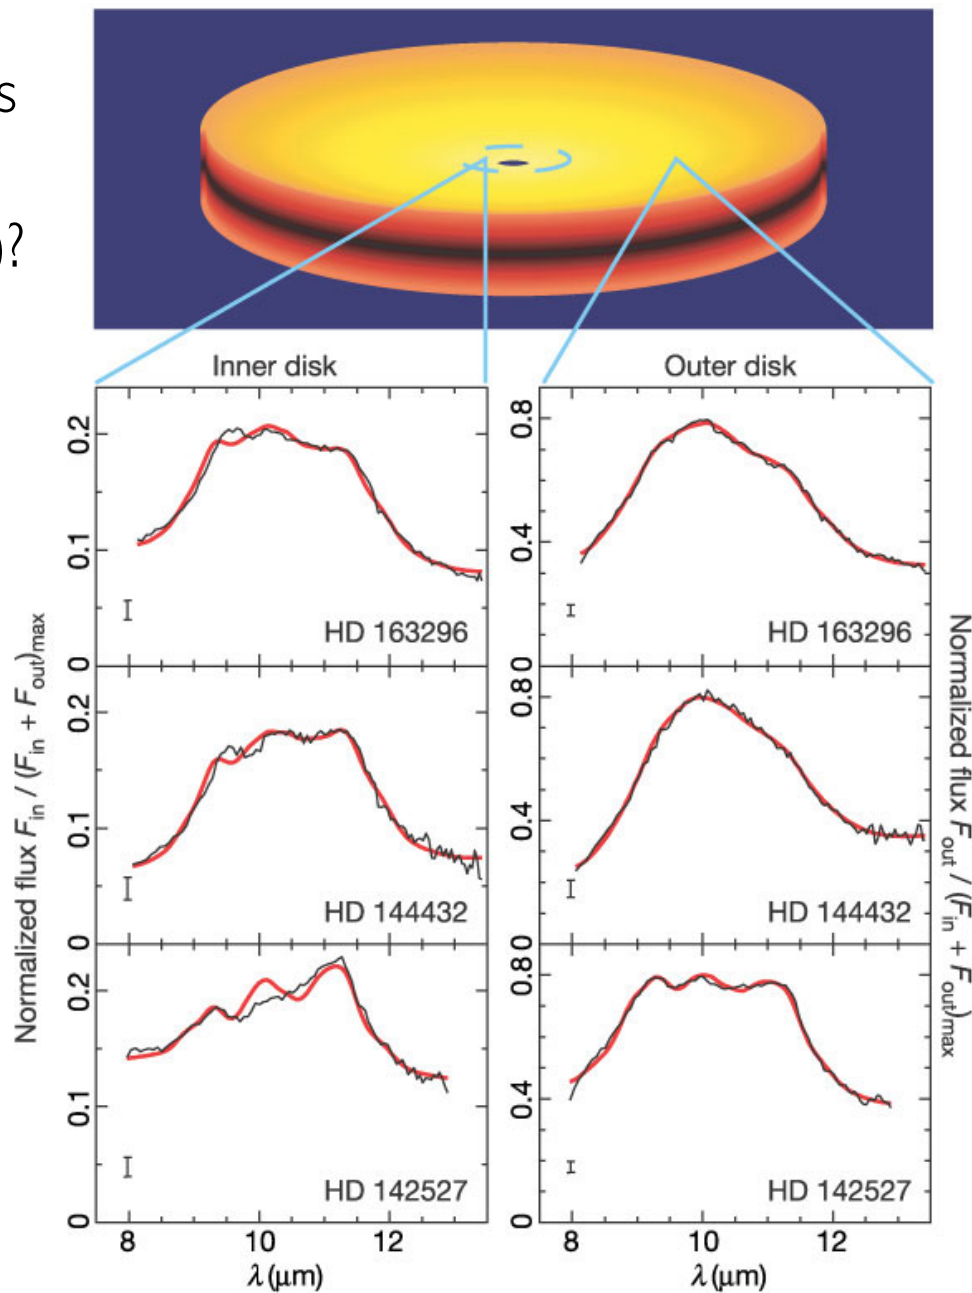 s
)?
Inner disk
Outer disk
0.2
0.1
0
HD 163296
0.8
0.4
0
HD 163296
0.2
0.1
0
HD 144432
0.8
0.4
0
HD 144432
0.2
0.1
0
HD 142527
0.8
0.4
0
HD 142527
8 10 12
λ (μm)
8 10 12
λ (μm)
Normalized flux F_in / (F_in + F_out)_max
Normalized flux F_out / (F_in + F_out)_max